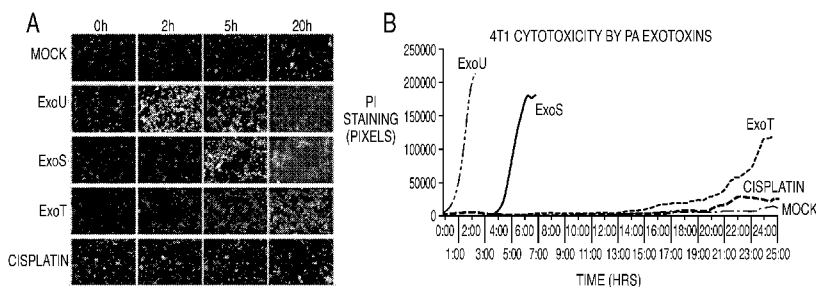 A
0h 2h 5h 20h
MOCK
ExoU
ExoS
ExoT
CISPLATIN
B
4T1 CYTOTOXICITY BY PA EXOTOXINS
PI
STAINING
(PIXELS)
250000
200000
150000
100000
50000
0
ExoU
ExoS
ExoT
CISPLATIN
MOCK
0:00 2:00 4:00 6:00 8:00 10:00 12:00 14:00 16:00 18:00 20:00 22:00 24:00
1:00 3:00 5:00 7:00 9:00 11:00 13:00 15:00 17:00 19:00 21:00 23:00 25:00
TIME (HRS)